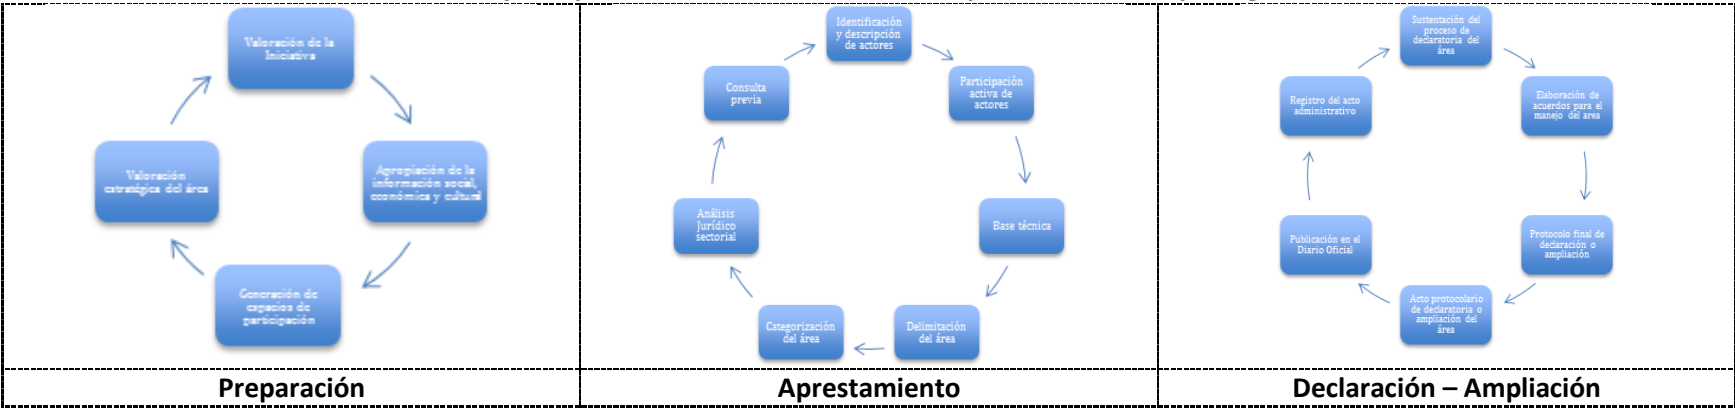 Valoración de la
Iniciativa
Apropiación de la
información social,
económica y cultural
Generación de
espacios de
participación
Valoración
estratégica del área
Preparación
Identificación
y descripción
de actores
Participación
activa de
actores
Base técnica
Delimitación
del área
Categorización
del área
Análisis
Jurídico
sectorial
Consulta
previa
Aprestamiento
Sustentación del
proceso de
declaratoria del
área
Elaboración de
acuerdos para el
manejo del area
Protocolo final de
declaración o
ampliación
Acto protocolario
de declaratoria o
ampliación del
área
Publicación en el
Diario Oficial
Registro del acto
administrativo
Declaración – Ampliación